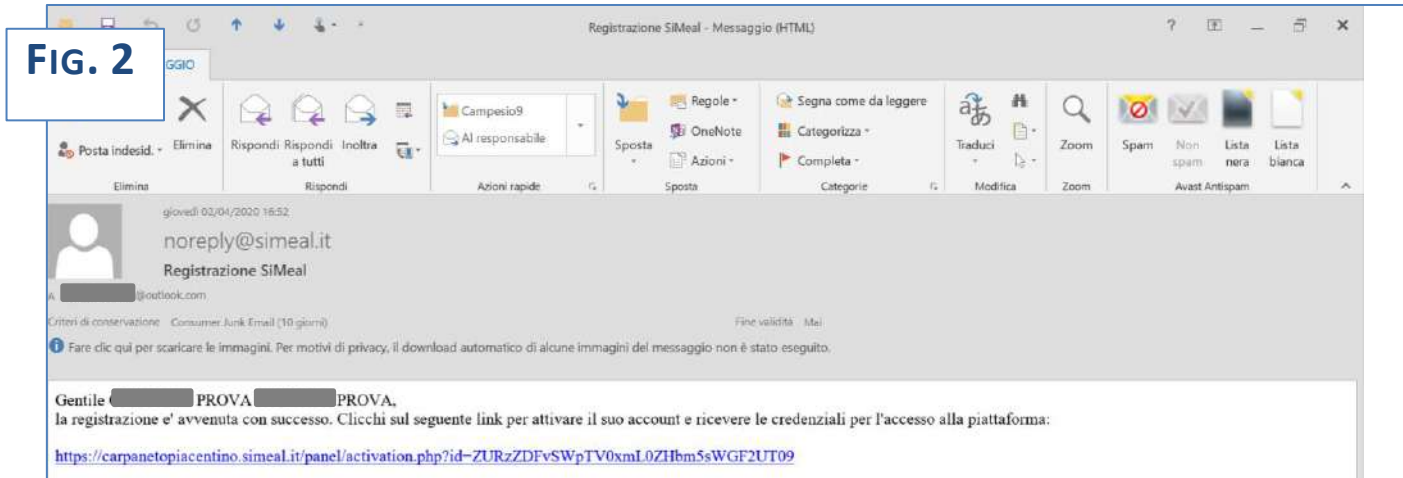 Registrazione SiMeal - Messaggio (HTML)
FIG. 2
GGIO
Posta indesid.
Elimina
Rispondi Rispondi a tutti Inoltra
Campesio9
Al responsabile
Sposta
Regole
OneNote
Azioni
Segna come da leggere
Categorizza
Completa
Traduci
Zoom
Spam
Non spam
Lista nera
Lista bianca
Elimina
Rispondi
Azioni rapide
Sposta
Categorie
Modifica
Zoom
Avast Antispam
giovedì 02/04/2020 16:52
noreply@simeal.it
Registrazione SiMeal
A @outlook.com
Criteri di conservazione Consumer Junk Email (10 giorni) Fine validità Mai
Fare clic qui per scaricare le immagini. Per motivi di privacy, il download automatico di alcune immagini del messaggio non è stato eseguito.
Gentile PROVA PROVA,
la registrazione e' avvenuta con successo. Clicchi sul seguente link per attivare il suo account e ricevere le credenziali per l'accesso alla piattaforma:
https://carpanetopiacentino.simeal.it/panel/activation.php?id=ZURzZDFvSWpTV0xmL0ZHbm5sWGF2UT09